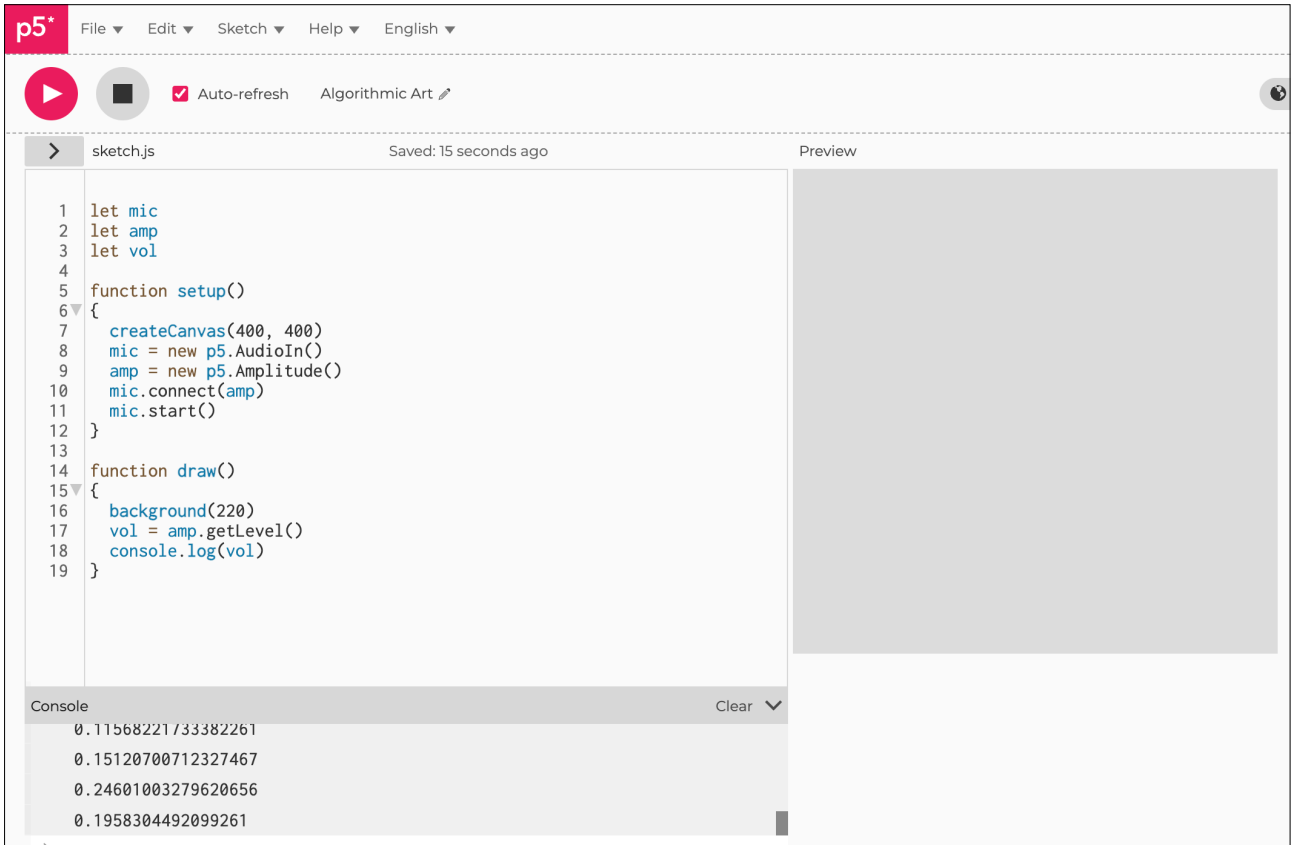 p5* File Edit Sketch Help English
Auto-refresh Algorithmic Art
sketch.js Saved: 15 seconds ago Preview
1 let mic
2 let amp
3 let vol
4
5 function setup()
6 {
7 createCanvas(400, 400)
8 mic = new p5.AudioIn()
9 amp = new p5.Amplitude()
10 mic.connect(amp)
11 mic.start()
12 }
13
14 function draw()
15 {
16 background(220)
17 vol = amp.getLevel()
18 console.log(vol)
19 }
Console Clear
0.11568221733382261
0.15120700712327467
0.24601003279620656
0.1958304492099261